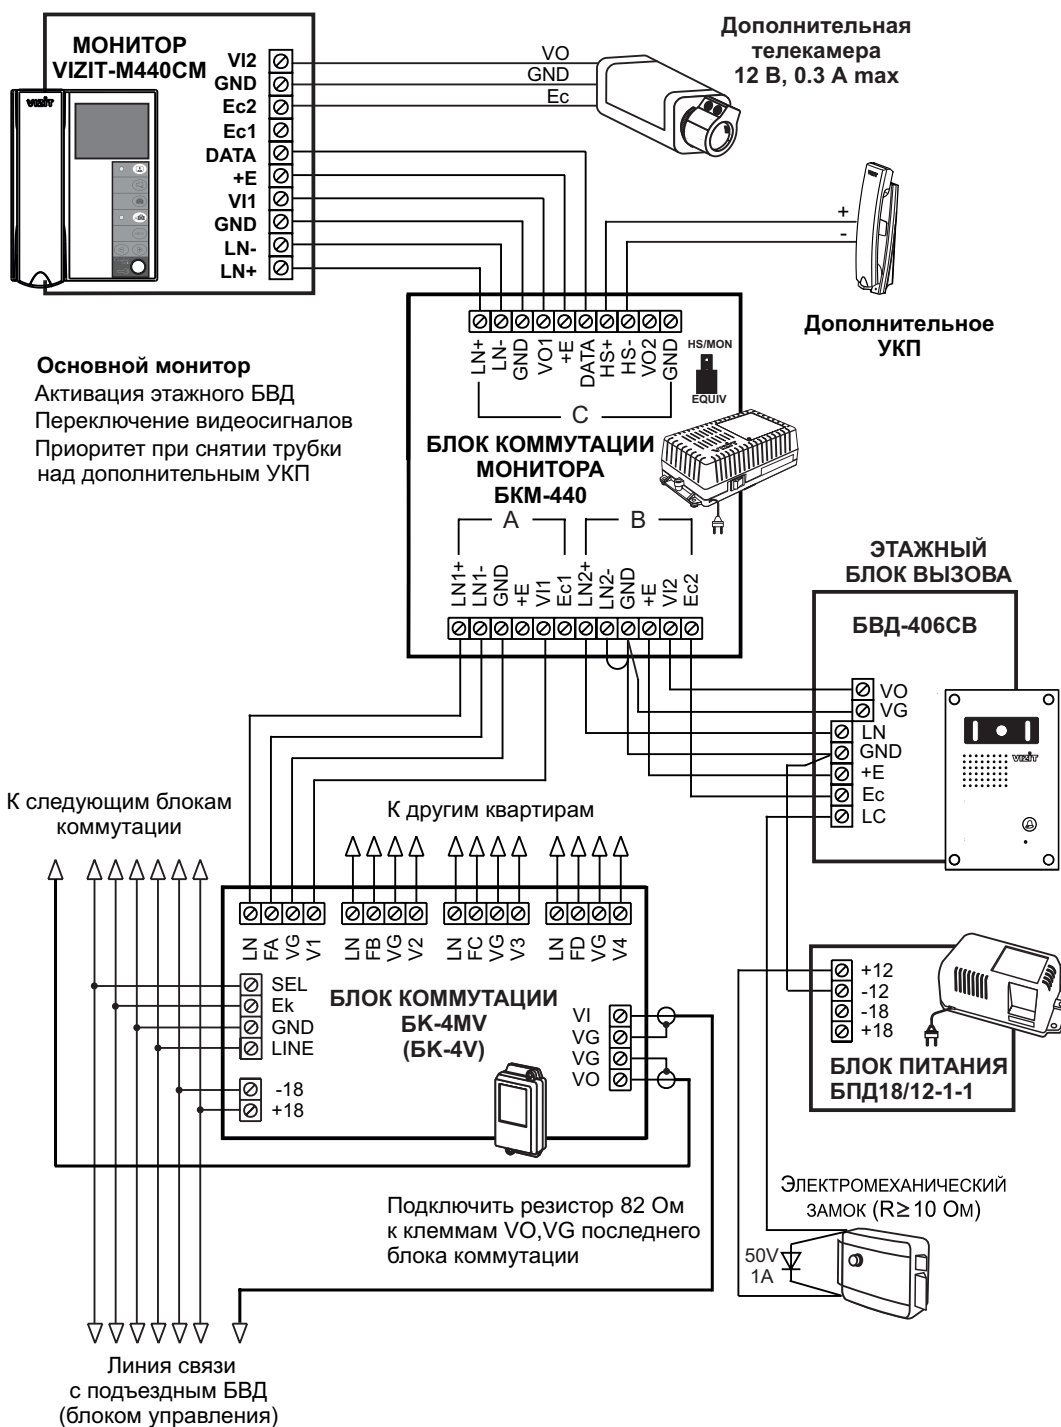 МОНИТОР
VIZIT-M440CM
VI2
GND
Ec2
Ec1
DATA
+E
VI1
GND
LN-
LN+
VIZIT
VO
GND
Ec
Дополнительная
телекамера
12 В, 0.3 А max
+
-
Дополнительное
УКП
Основной монитор
Активация этажного БВД
Переключение видеосигналов
Приоритет при снятии трубки
над дополнительным УКП
LN+
LN-
GND
VO1
+E
DATA
HS+
HS-
VO2
GND
HS/MON
EQUIV
C
БЛОК КОММУТАЦИИ
МОНИТОРА
БКМ-440
A
B
LN1+
LN1-
GND
+E
VI1
Ec1
LN2+
LN2-
GND
+E
VI2
Ec2
ЭТАЖНЫЙ
БЛОК ВЫЗОВА
БВД-406СВ
VO
VG
LN
GND
+E
Ec
LC
VIZIT
К следующим блокам
коммутации
К другим квартирам
LN
FA
VG
V1
LN
FB
VG
V2
LN
FC
VG
V3
LN
FD
VG
V4
SEL
Ek
GND
LINE
-18
+18
БЛОК КОММУТАЦИИ
БК-4MV
(БК-4V)
VI
VG
VG
VO
+12
-12
-18
+18
БЛОК ПИТАНИЯ
БПД18/12-1-1
Подключить резистор 82 Ом
к клеммам VO,VG последнего
блока коммутации
ЭЛЕКТРОМЕХАНИЧЕСКИЙ
ЗАМОК (R≥10 ОМ)
50V
1A
Линия связи
с подъездным БВД
(блоком управления)